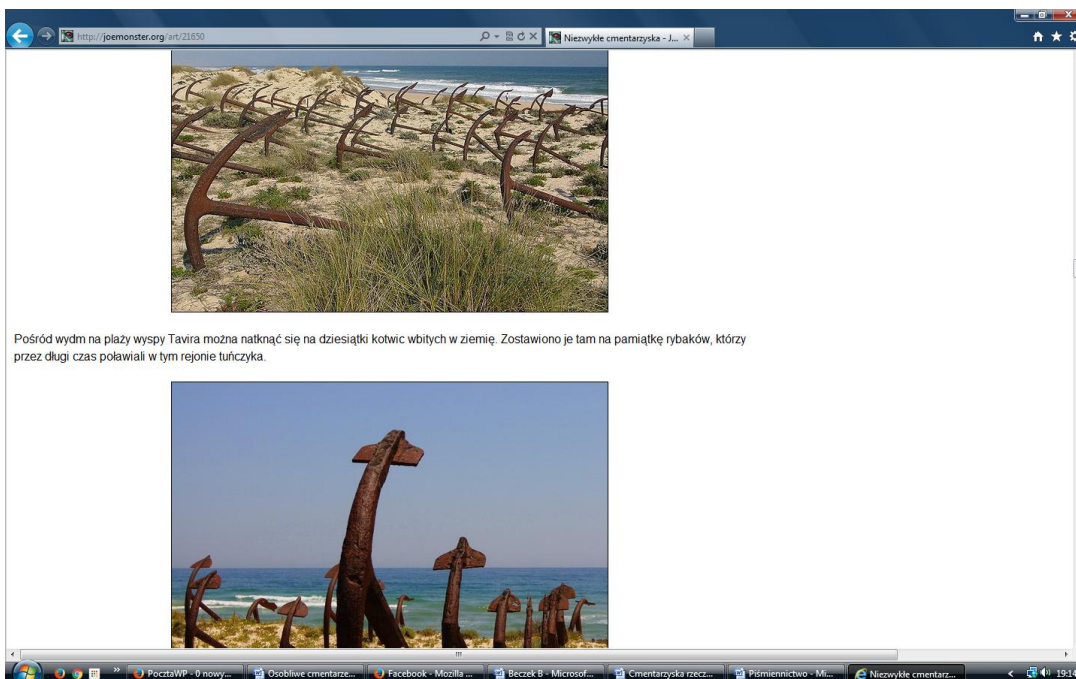 http://joemonster.org/art/21650
Niezwykłe cmentarzyska - J...
Pośród wydm na plaży wyspy Tavira można natknąć się na dziesiątki kotwic wbitych w ziemię. Zostawiono je tam na pamiątkę rybaków, którzy
przez długi czas poławiali w tym rejonie tuńczyka.
PocztaWP - 0 nowy... Osobliwe cmentarze... Facebook - Mozilla ... Beczek B - Microsof... Cmentarzyska rzecz... Piśmiennictwo - Mi... Niezwykłe cmentarz... 19:14